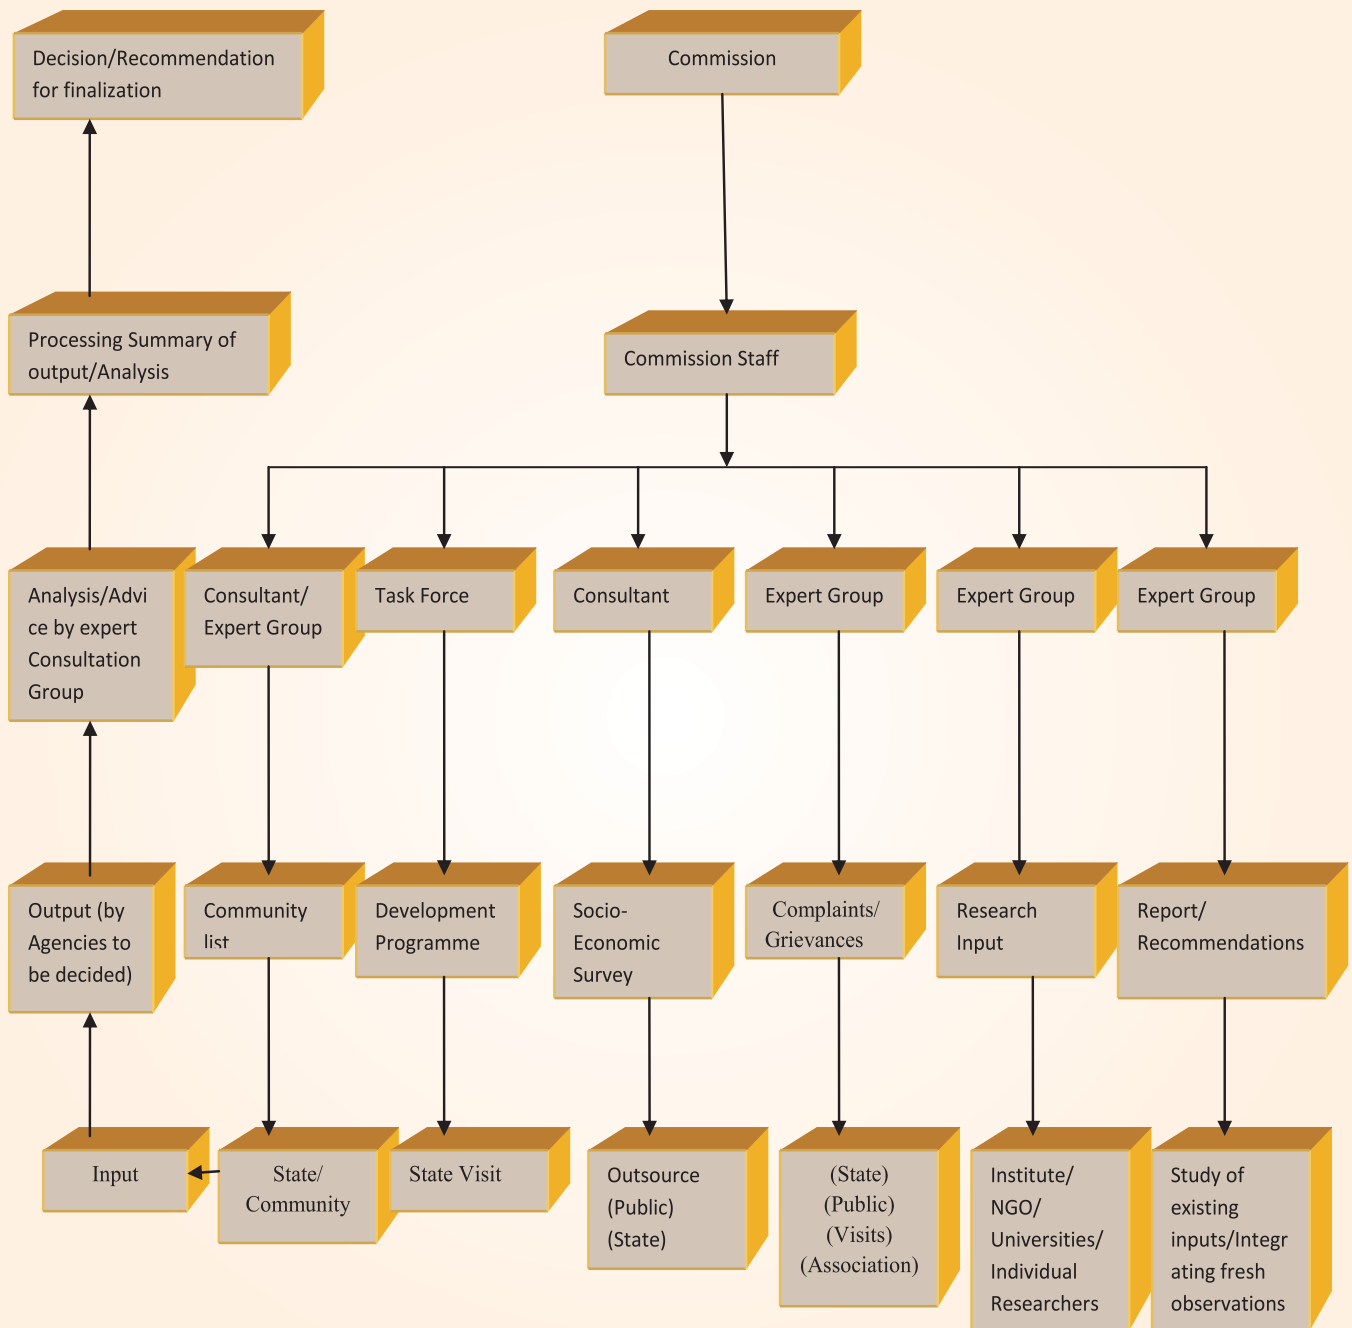 Decision/Recommendation
for finalization
Commission
Processing Summary of
output/Analysis
Commission Staff
Analysis/Advi
ce by expert
Consultation
Group
Consultant/
Expert Group
Task Force
Consultant
Expert Group
Expert Group
Expert Group
Output (by
Agencies to
be decided)
Community
list
Development
Programme
Socio-
Economic
Survey
Complaints/
Grievances
Research
Input
Report/
Recommendations
Input
State/
Community
State Visit
Outsource
(Public)
(State)
(State)
(Public)
(Visits)
(Association)
Institute/
NGO/
Universities/
Individual
Researchers
Study of
existing
inputs/Integr
ating fresh
observations